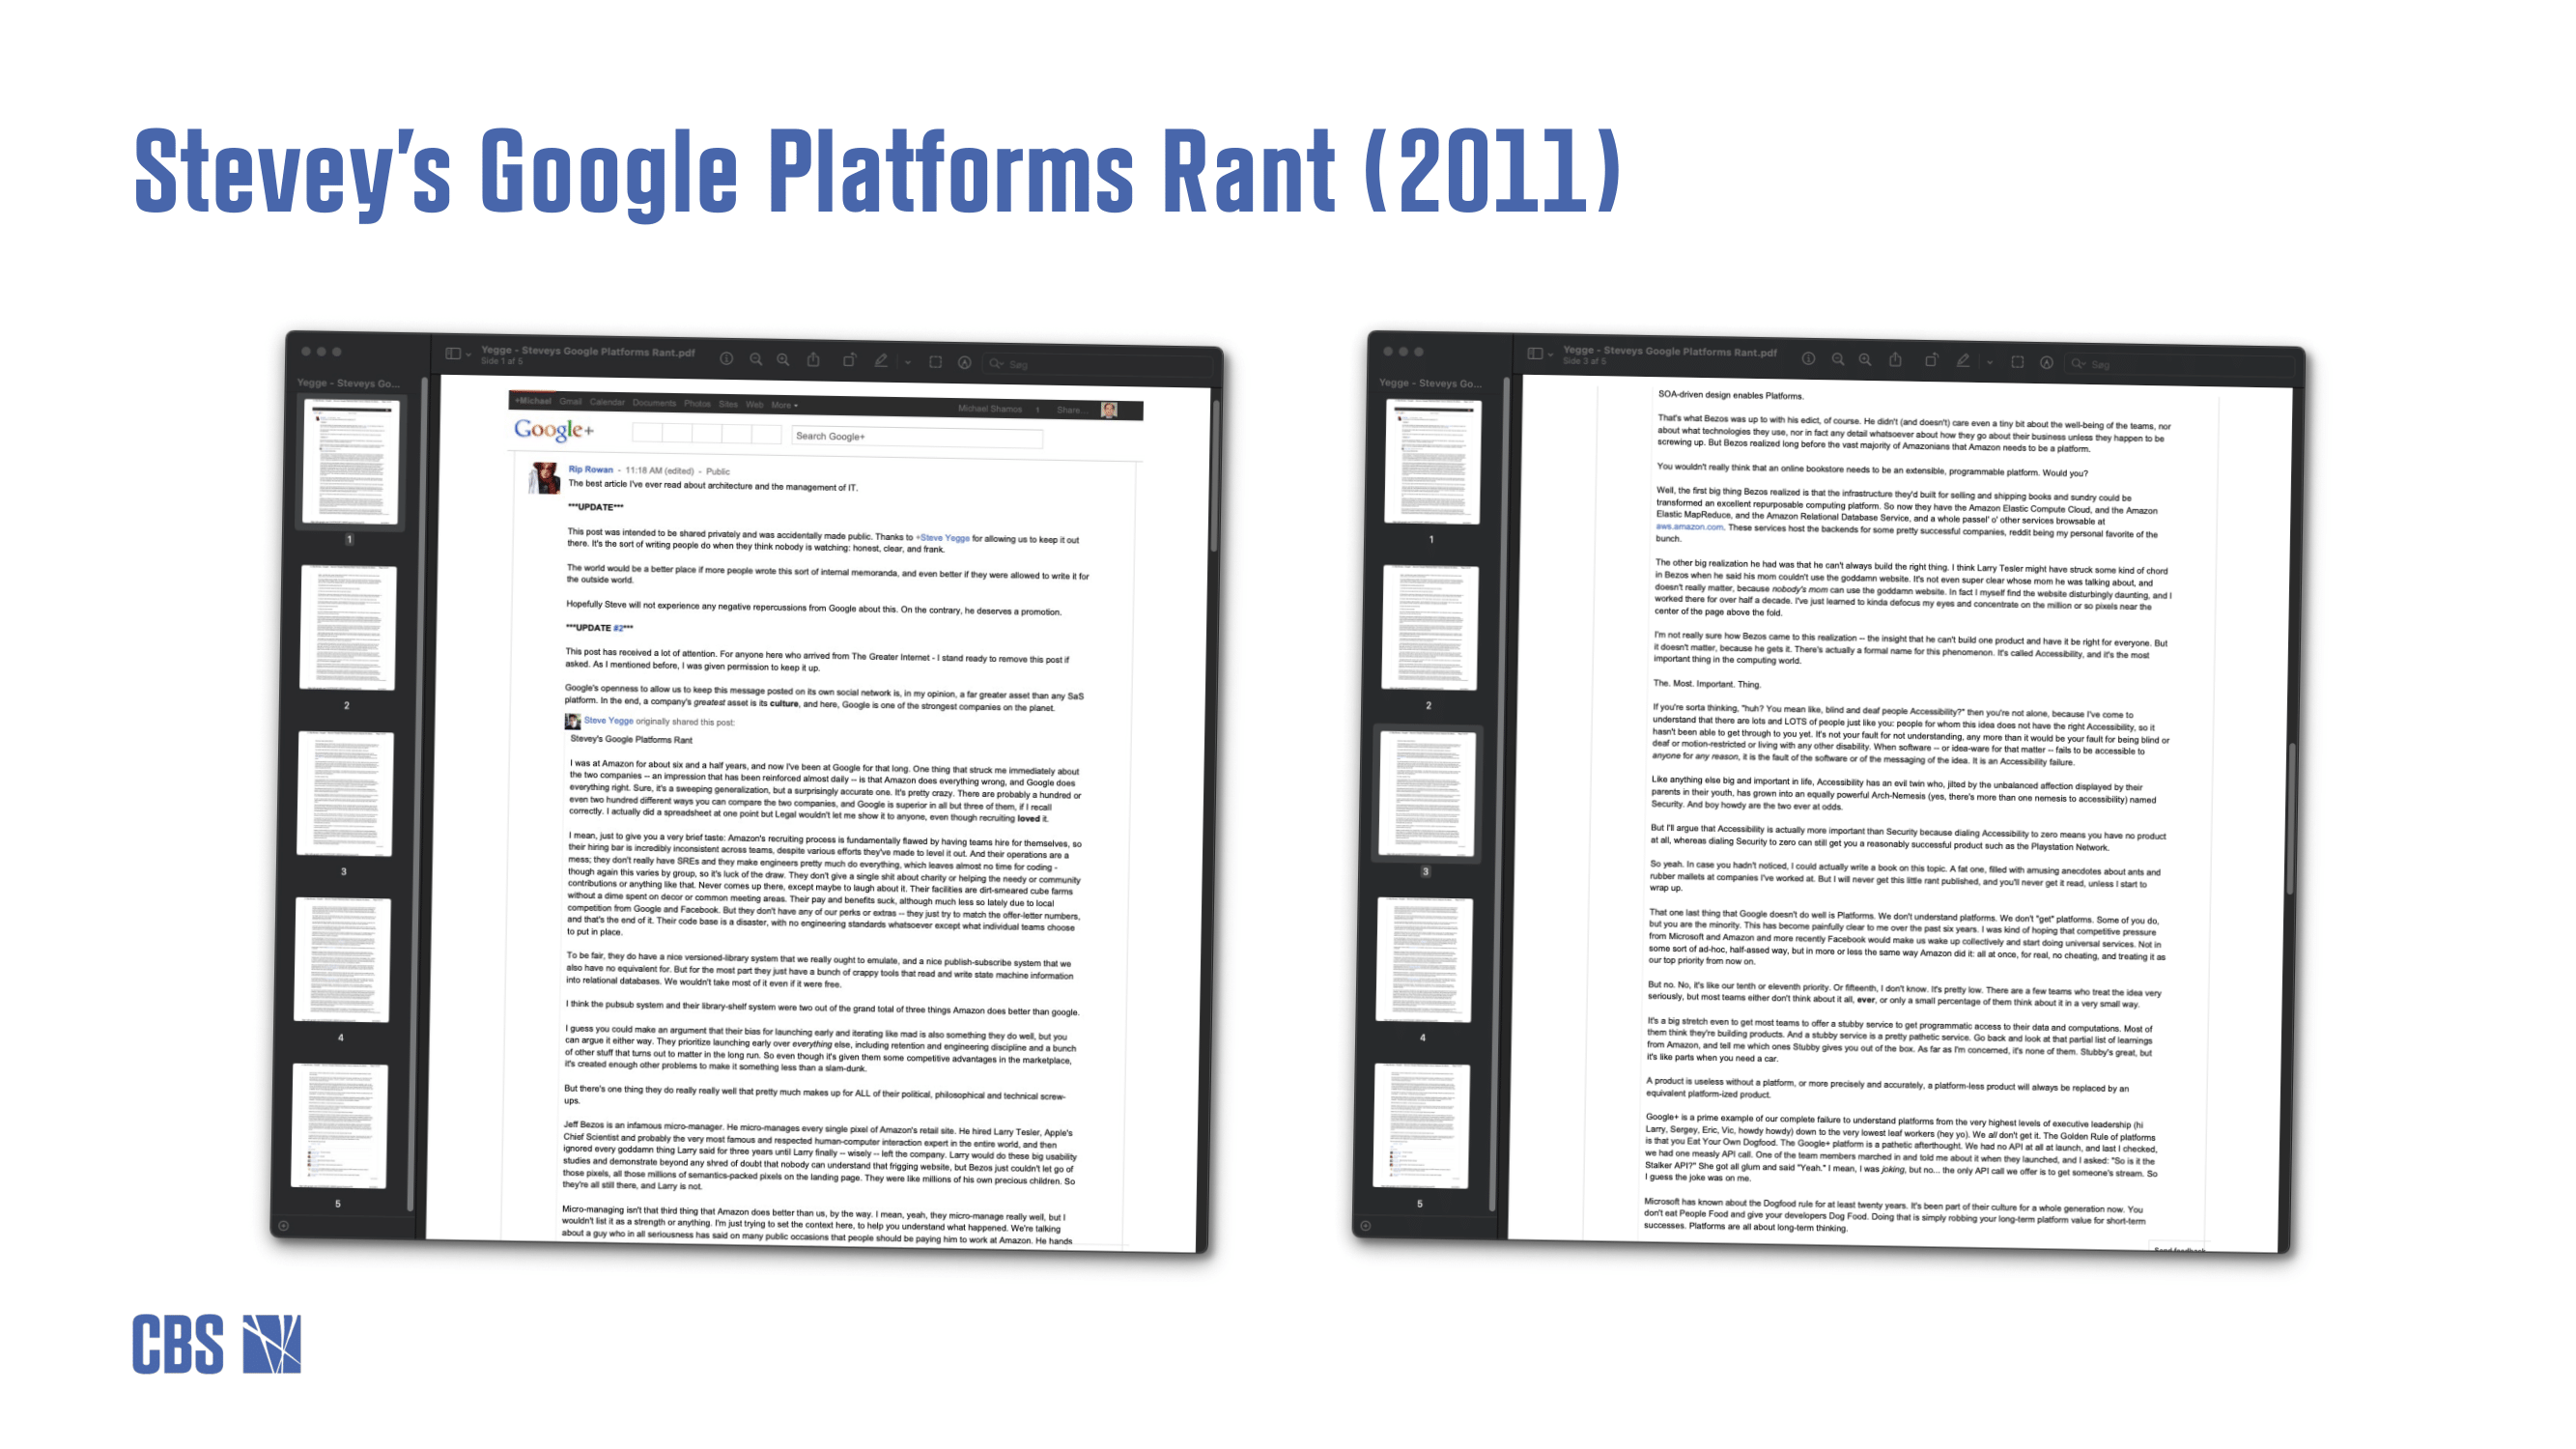 Stevey's Google Platforms Rant (2011)
Yegge - Steveys Google Platforms Rant.pdf
Side 1 af 5
Søg
Yegge - Steveys Go...
1
2
3
4
5
+Michael Gmail Calendar Documents Photos Sites Web More
Michael Shamos 1 Share...
Google+
Search Google+
Rip Rowan - 11:18 AM (edited) - Public
The best article I've ever read about architecture and the management of IT.
***UPDATE***
This post was intended to be shared privately and was accidentally made public. Thanks to +Steve Yegge for allowing us to keep it out
there. It's the sort of writing people do when they think nobody is watching: honest, clear, and frank.
The world would be a better place if more people wrote this sort of internal memoranda, and even better if they were allowed to write it for
the outside world.
Hopefully Steve will not experience any negative repercussions from Google about this. On the contrary, he deserves a promotion.
***UPDATE #2***
This post has received a lot of attention. For anyone here who arrived from The Greater Internet - I stand ready to remove this post if
asked. As I mentioned before, I was given permission to keep it up.
Google's openness to allow us to keep this message posted on its own social network is, in my opinion, a far greater asset than any SaS
platform. In the end, a company's greatest asset is its culture, and here, Google is one of the strongest companies on the planet.
Steve Yegge originally shared this post:
Stevey's Google Platforms Rant
I was at Amazon for about six and a half years, and now I've been at Google for that long. One thing that struck me immediately about
the two companies -- an impression that has been reinforced almost daily -- is that Amazon does everything wrong, and Google does
everything right. Sure, it's a sweeping generalization, but a surprisingly accurate one. It's pretty crazy. There are probably a hundred or
even two hundred different ways you can compare the two companies, and Google is superior in all but three of them, if I recall
correctly. I actually did a spreadsheet at one point but Legal wouldn't let me show it to anyone, even though recruiting loved it.
I mean, just to give you a very brief taste: Amazon's recruiting process is fundamentally flawed by having teams hire for themselves, so
their hiring bar is incredibly inconsistent across teams, despite various efforts they've made to level it out. And their operations are a
mess; they don't really have SREs and they make engineers pretty much do everything, which leaves almost no time for coding -
though again this varies by group, so it's luck of the draw. They don't give a single shit about charity or helping the needy or community
contributions or anything like that. Never comes up there, except maybe to laugh about it. Their facilities are dirt-smeared cube farms
without a dime spent on decor or common meeting areas. Their pay and benefits suck, although much less so lately due to local
competition from Google and Facebook. But they don't have any of our perks or extras -- they just try to match the offer-letter numbers,
and that's the end of it. Their code base is a disaster, with no engineering standards whatsoever except what individual teams choose
to put in place.
To be fair, they do have a nice versioned-library system that we really ought to emulate, and a nice publish-subscribe system that we
also have no equivalent for. But for the most part they just have a bunch of crappy tools that read and write state machine information
into relational databases. We wouldn't take most of it even if it were free.
I think the pubsub system and their library-shelf system were two out of the grand total of three things Amazon does better than google.
I guess you could make an argument that their bias for launching early and iterating like mad is also something they do well, but you
can argue it either way. They prioritize launching early over everything else, including retention and engineering discipline and a bunch
of other stuff that turns out to matter in the long run. So even though it's given them some competitive advantages in the marketplace,
it's created enough other problems to make it something less than a slam-dunk.
But there's one thing they do really really well that pretty much makes up for ALL of their political, philosophical and technical screw-
ups.
Jeff Bezos is an infamous micro-manager. He micro-manages every single pixel of Amazon's retail site. He hired Larry Tesler, Apple's
Chief Scientist and probably the very most famous and respected human-computer interaction expert in the entire world, and then
ignored every goddamn thing Larry said for three years until Larry finally -- wisely -- left the company. Larry would do these big usability
studies and demonstrate beyond any shred of doubt that nobody can understand that frigging website, but Bezos just couldn't let go of
those pixels, all those millions of semantics-packed pixels on the landing page. They were like millions of his own precious children. So
they're all still there, and Larry is not.
Micro-managing isn't that third thing that Amazon does better than us, by the way. I mean, yeah, they micro-manage really well, but I
wouldn't list it as a strength or anything. I'm just trying to set the context here, to help you understand what happened. We're talking
about a guy who in all seriousness has said on many public occasions that people should be paying him to work at Amazon. He hands
Yegge - Steveys Google Platforms Rant.pdf
Side 3 af 5
Søg
Yegge - Steveys Go...
1
2
3
4
5
SOA-driven design enables Platforms.
That's what Bezos was up to with his edict, of course. He didn't (and doesn't) care even a tiny bit about the well-being of the teams, nor
about what technologies they use, nor in fact any detail whatsoever about how they go about their business unless they happen to be
screwing up. But Bezos realized long before the vast majority of Amazonians that Amazon needs to be a platform.
You wouldn't really think that an online bookstore needs to be an extensible, programmable platform. Would you?
Well, the first big thing Bezos realized is that the infrastructure they'd built for selling and shipping books and sundry could be
transformed an excellent repurposable computing platform. So now they have the Amazon Elastic Compute Cloud, and the Amazon
Elastic MapReduce, and the Amazon Relational Database Service, and a whole passel' o' other services browsable at
aws.amazon.com. These services host the backends for some pretty successful companies, reddit being my personal favorite of the
bunch.
The other big realization he had was that he can't always build the right thing. I think Larry Tesler might have struck some kind of chord
in Bezos when he said his mom couldn't use the goddamn website. It's not even super clear whose mom he was talking about, and
doesn't really matter, because nobody's mom can use the goddamn website. In fact I myself find the website disturbingly daunting, and I
worked there for over half a decade. I've just learned to kinda defocus my eyes and concentrate on the million or so pixels near the
center of the page above the fold.
I'm not really sure how Bezos came to this realization -- the insight that he can't build one product and have it be right for everyone. But
it doesn't matter, because he gets it. There's actually a formal name for this phenomenon. It's called Accessibility, and it's the most
important thing in the computing world.
The. Most. Important. Thing.
If you're sorta thinking, "huh? You mean like, blind and deaf people Accessibility?" then you're not alone, because I've come to
understand that there are lots and LOTS of people just like you: people for whom this idea does not have the right Accessibility, so it
hasn't been able to get through to you yet. It's not your fault for not understanding, any more than it would be your fault for being blind or
deaf or motion-restricted or living with any other disability. When software -- or idea-ware for that matter -- fails to be accessible to
anyone for any reason, it is the fault of the software or of the messaging of the idea. It is an Accessibility failure.
Like anything else big and important in life, Accessibility has an evil twin who, jilted by the unbalanced affection displayed by their
parents in their youth, has grown into an equally powerful Arch-Nemesis (yes, there's more than one nemesis to accessibility) named
Security. And boy howdy are the two ever at odds.
But I'll argue that Accessibility is actually more important than Security because dialing Accessibility to zero means you have no product
at all, whereas dialing Security to zero can still get you a reasonably successful product such as the Playstation Network.
So yeah. In case you hadn't noticed, I could actually write a book on this topic. A fat one, filled with amusing anecdotes about ants and
rubber mallets at companies I've worked at. But I will never get this little rant published, and you'll never get it read, unless I start to
wrap up.
That one last thing that Google doesn't do well is Platforms. We don't understand platforms. We don't "get" platforms. Some of you do,
but you are the minority. This has become painfully clear to me over the past six years. I was kind of hoping that competitive pressure
from Microsoft and Amazon and more recently Facebook would make us wake up collectively and start doing universal services. Not in
some sort of ad-hoc, half-assed way, but in more or less the same way Amazon did it: all at once, for real, no cheating, and treating it as
our top priority from now on.
But no. No, it's like our tenth or eleventh priority. Or fifteenth, I don't know. It's pretty low. There are a few teams who treat the idea very
seriously, but most teams either don't think about it all, ever, or only a small percentage of them think about it in a very small way.
It's a big stretch even to get most teams to offer a stubby service to get programmatic access to their data and computations. Most of
them think they're building products. And a stubby service is a pretty pathetic service. Go back and look at that partial list of learnings
from Amazon, and tell me which ones Stubby gives you out of the box. As far as I'm concerned, it's none of them. Stubby's great, but
it's like parts when you need a car.
A product is useless without a platform, or more precisely and accurately, a platform-less product will always be replaced by an
equivalent platform-ized product.
Google+ is a prime example of our complete failure to understand platforms from the very highest levels of executive leadership (hi
Larry, Sergey, Eric, Vic, howdy howdy) down to the very lowest leaf workers (hey yo). We all don't get it. The Golden Rule of platforms
is that you Eat Your Own Dogfood. The Google+ platform is a pathetic afterthought. We had no API at all at launch, and last I checked,
we had one measly API call. One of the team members marched in and told me about it when they launched, and I asked: "So is it the
Stalker API?" She got all glum and said "Yeah." I mean, I was joking, but no... the only API call we offer is to get someone's stream. So
I guess the joke was on me.
Microsoft has known about the Dogfood rule for at least twenty years. It's been part of their culture for a whole generation now. You
don't eat People Food and give your developers Dog Food. Doing that is simply robbing your long-term platform value for short-term
successes. Platforms are all about long-term thinking.
Send feedback
CBS